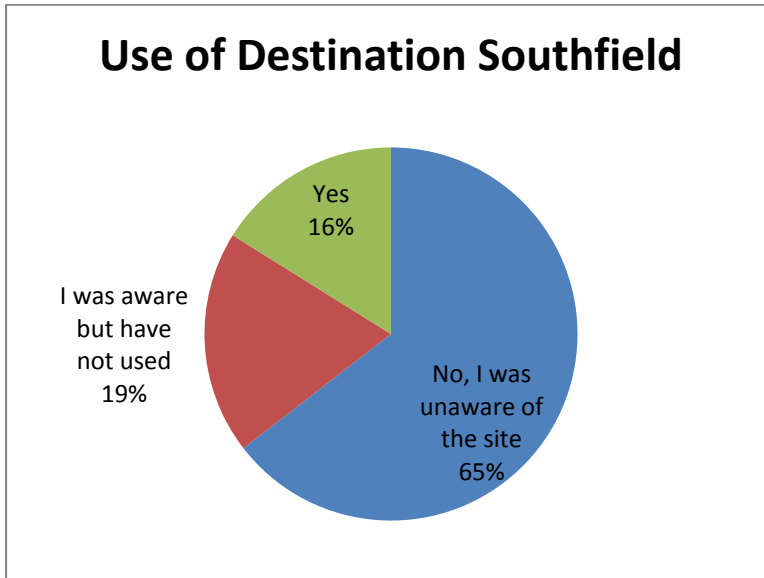 Use of Destination Southfield
Yes
16%
I was aware
but have
not used
19%
No, I was
unaware of
the site
65%